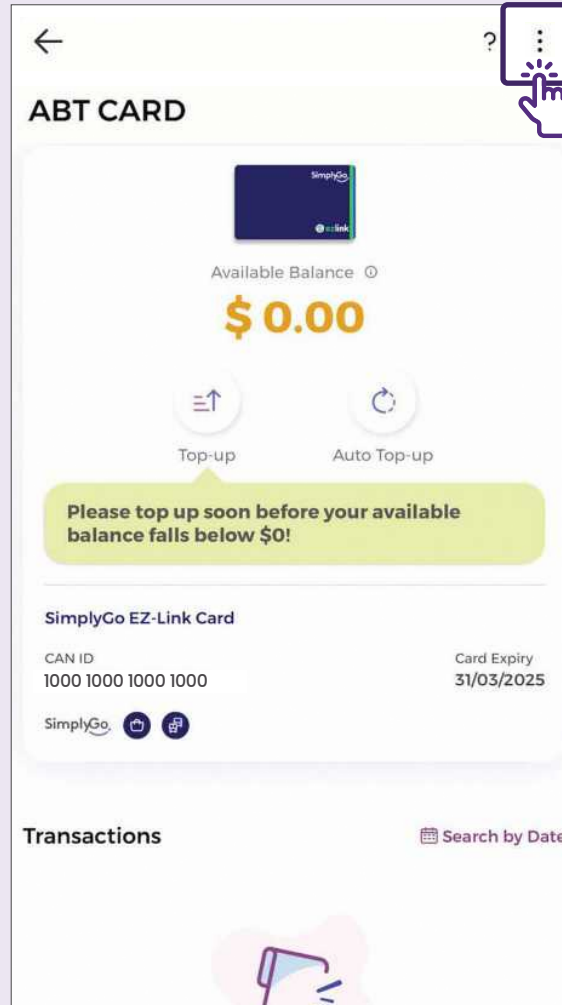 ?
ABT CARD
SimplyGo
ezlink
Available Balance
$ 0.00
Top-up
Auto Top-up
Please top up soon before your available
balance falls below $0!
SimplyGo EZ-Link Card
CAN ID
Card Expiry
1000 1000 1000 1000
31/03/2025
SimplyGo
Transactions
Search by Date